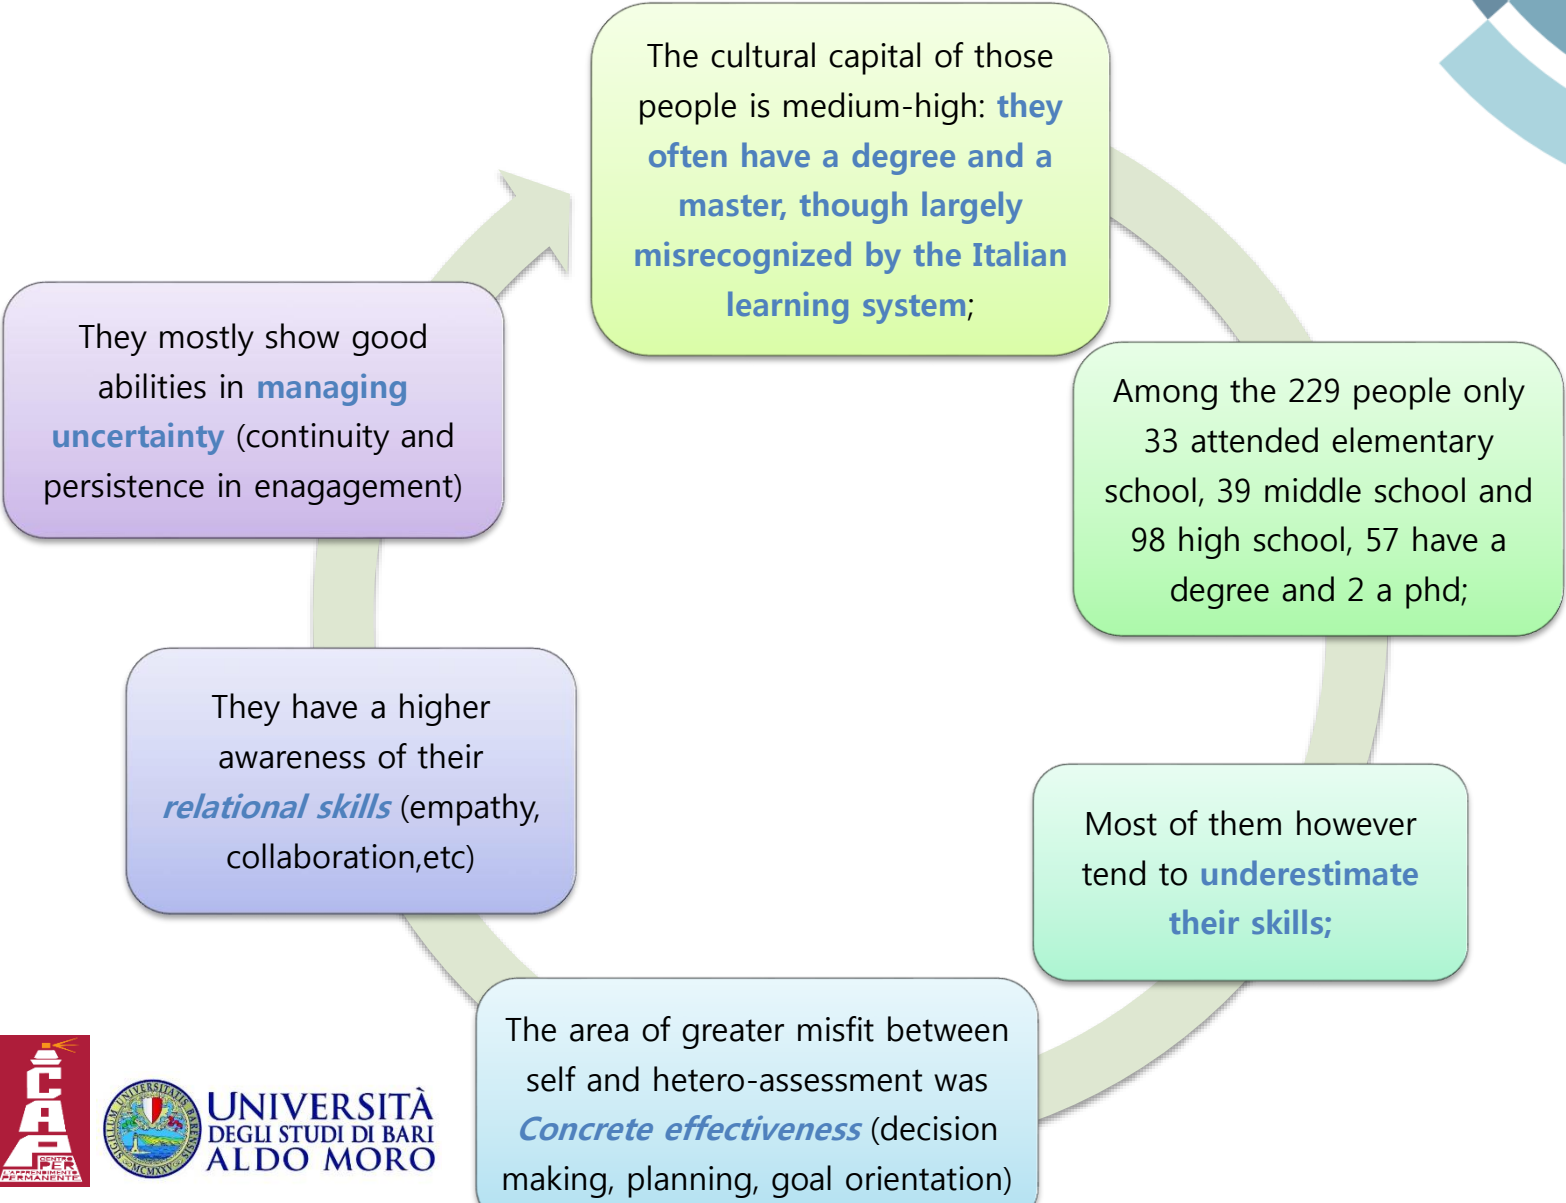 The cultural capital of those
people is medium-high: they
often have a degree and a
master, though largely
misrecognized by the Italian
learning system;
Among the 229 people only
33 attended elementary
school, 39 middle school and
98 high school, 57 have a
degree and 2 a phd;
Most of them however
tend to underestimate
their skills;
The area of greater misfit between
self and hetero-assessment was
Concrete effectiveness (decision
making, planning, goal orientation)
They have a higher
awareness of their
relational skills (empathy,
collaboration,etc)
They mostly show good
abilities in managing
uncertainty (continuity and
persistence in enagagement)
CAP
CENTRO
PER
L'APPRENDIMENTO
PERMANENTE
UNIVERSITÀ
DEGLI STUDI DI BARI
ALDO MORO